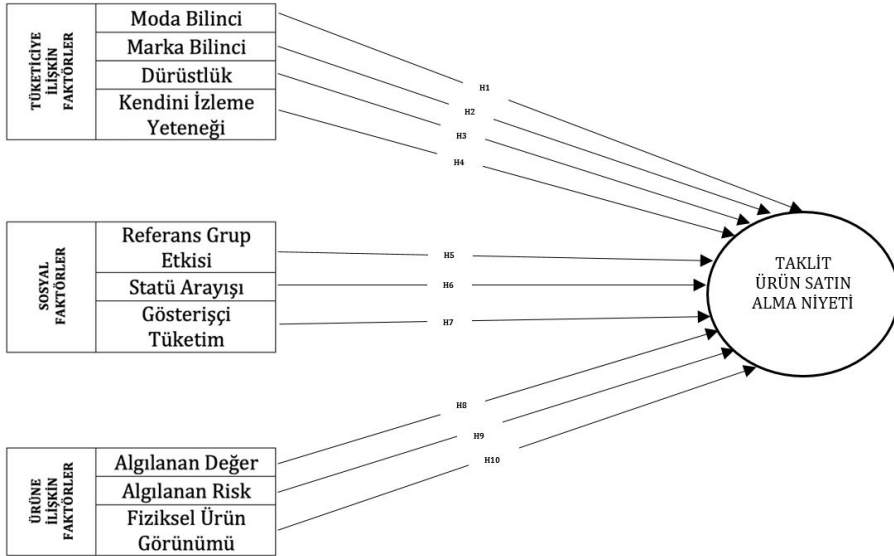 TÜKETİCİYE
İLİŞKİN
FAKTÖRLER
Moda Bilinci
Marka Bilinci
Dürüstlük
Kendini İzleme
Yeteneği
H1
H2
H3
H4
SOSYAL
FAKTÖRLER
Referans Grup
Etkisi
Statü Arayışı
Gösterişçi
Tüketim
H5
H6
H7
TAKLİT
ÜRÜN SATIN
ALMA NİYETİ
ÜRÜNE
İLİŞKİN
FAKTÖRLER
Algılanan Değer
Algılanan Risk
Fiziksel Ürün
Görünümü
H8
H9
H10